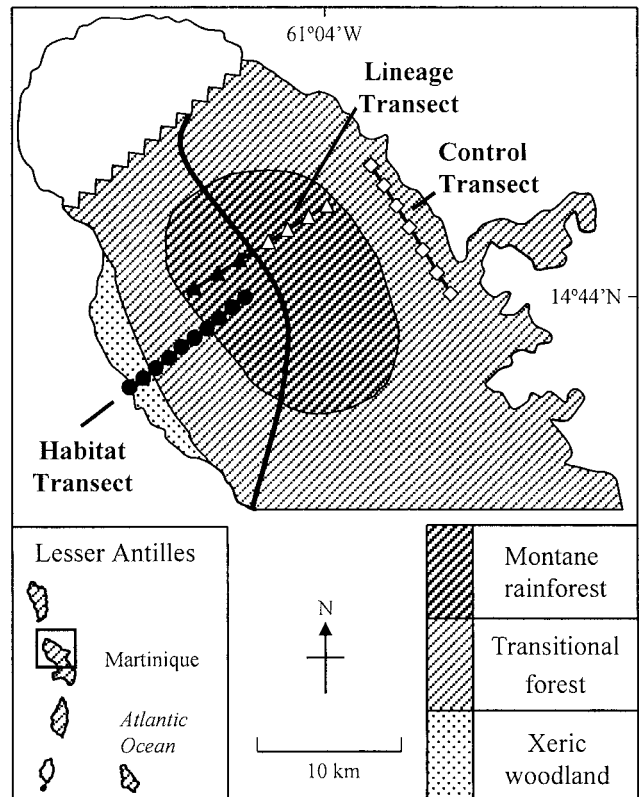 61°04'W
Lineage
Transect
Control
Transect
14°44'N
Habitat
Transect
Lesser Antilles
Martinique
Atlantic
Ocean
N
10 km
Montane
rainforest
Transitional
forest
Xeric
woodland